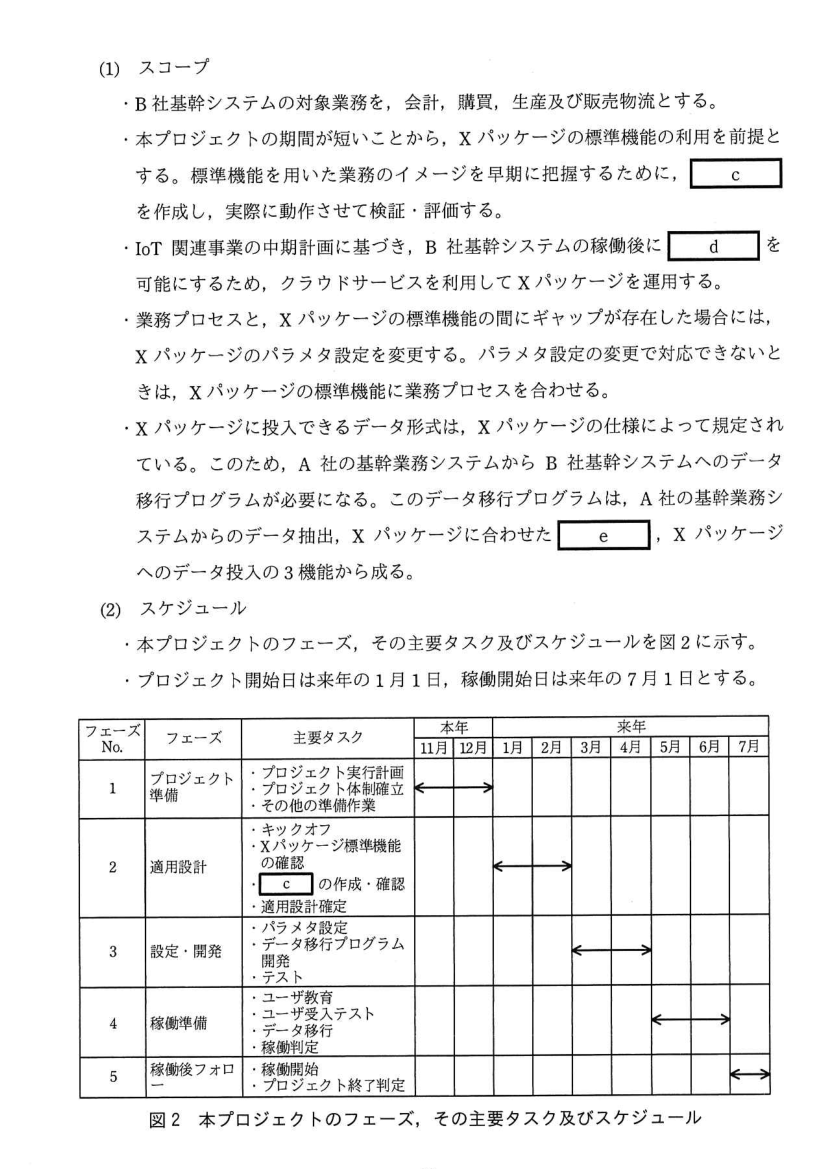 (1) スコープ
・B社基幹システムの対象業務を，会計，購買，生産及び販売物流とする。
・本プロジェクトの期間が短いことから，Xパッケージの標準機能の利用を前提と
する。標準機能を用いた業務のイメージを早期に把握するために， c
を作成し，実際に動作させて検証・評価する。
・IoT 関連事業の中期計画に基づき，B 社基幹システムの稼働後に d を
可能にするため，クラウドサービスを利用してXパッケージを運用する。
・業務プロセスと，Xパッケージの標準機能の間にギャップが存在した場合には，
Xパッケージのパラメタ設定を変更する。パラメタ設定の変更で対応できないと
きは，Xパッケージの標準機能に業務プロセスを合わせる。
・Xパッケージに投入できるデータ形式は，Xパッケージの仕様によって規定され
ている。このため，A 社の基幹業務システムから B 社基幹システムへのデータ
移行プログラムが必要になる。このデータ移行プログラムは，A社の基幹業務シ
ステムからのデータ抽出，X パッケージに合わせた e ，X パッケージ
へのデータ投入の3機能から成る。
(2) スケジュール
・本プロジェクトのフェーズ，その主要タスク及びスケジュールを図2に示す。
・プロジェクト開始日は来年の1月1日，稼働開始日は来年の7月1日とする。
フェーズ No. フェーズ 主要タスク 本年 来年
11月 12月 1月 2月 3月 4月 5月 6月 7月
1 プロジェクト
準備
・プロジェクト実行計画
・プロジェクト体制確立
・その他の準備作業
2 適用設計
・キックオフ
・Xパッケージ標準機能
の確認
・ c の作成・確認
・適用設計確定
3 設定・開発
・パラメタ設定
・データ移行プログラム
開発
・テスト
4 稼働準備
・ユーザ教育
・ユーザ受入テスト
・データ移行
・稼働判定
5 稼働後フォロ
ー
・稼働開始
・プロジェクト終了判定
図2 本プロジェクトのフェーズ，その主要タスク及びスケジュール